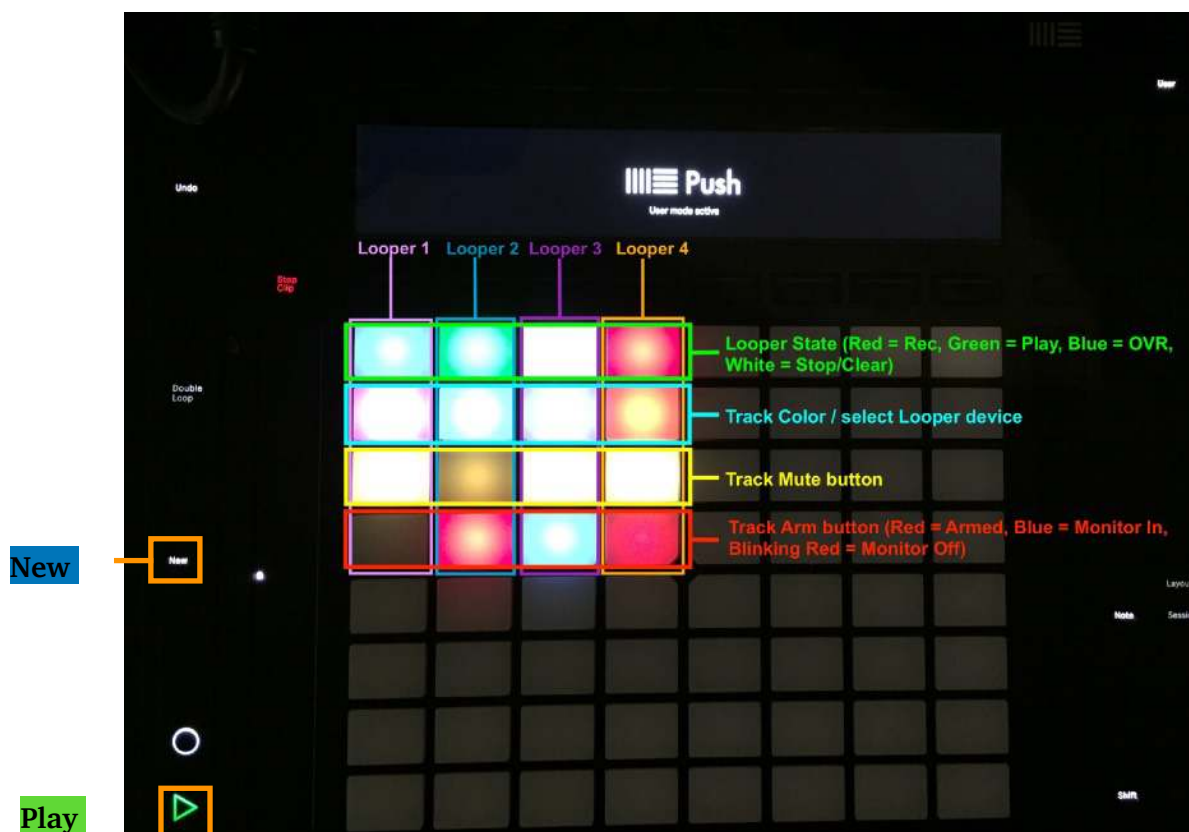 User
Undo
Push
User mode active
Looper 1 Looper 2 Looper 3 Looper 4
Stop
Clip
Looper State (Red = Rec, Green = Play, Blue = OVR,
White = Stop/Clear)
Double
Loop
Track Color / select Looper device
Track Mute button
Track Arm button (Red = Armed, Blue = Monitor In,
Blinking Red = Monitor Off)
New
New
Note
Shift
Play